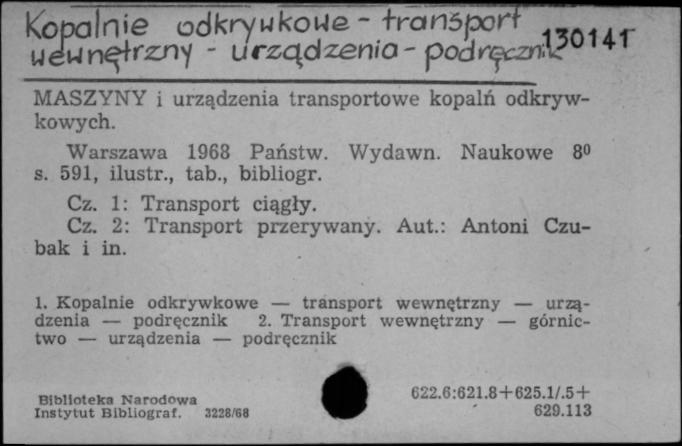 Kopalnie odkrywkowe - transport
wewnętrzny - urządzenia - podręcznik 130141
MASZYNY i urządzenia transportowe kopalń odkryw-
kowych.
Warszawa 1968 Państw. Wydawn. Naukowe 8⁰
s. 591, ilustr., tab., bibliogr.
Cz. 1: Transport ciągły.
Cz. 2: Transport przerywany. Aut.: Antoni Czu-
bak i in.
1. Kopalnie odkrywkowe — transport wewnętrzny — urzą-
dzenia — podręcznik 2. Transport wewnętrzny — górnic-
two — urządzenia — podręcznik
622.6:621.8+625.1/.5+
629.113
Biblioteka Narodowa
Instytut Bibliograf. 3228/68